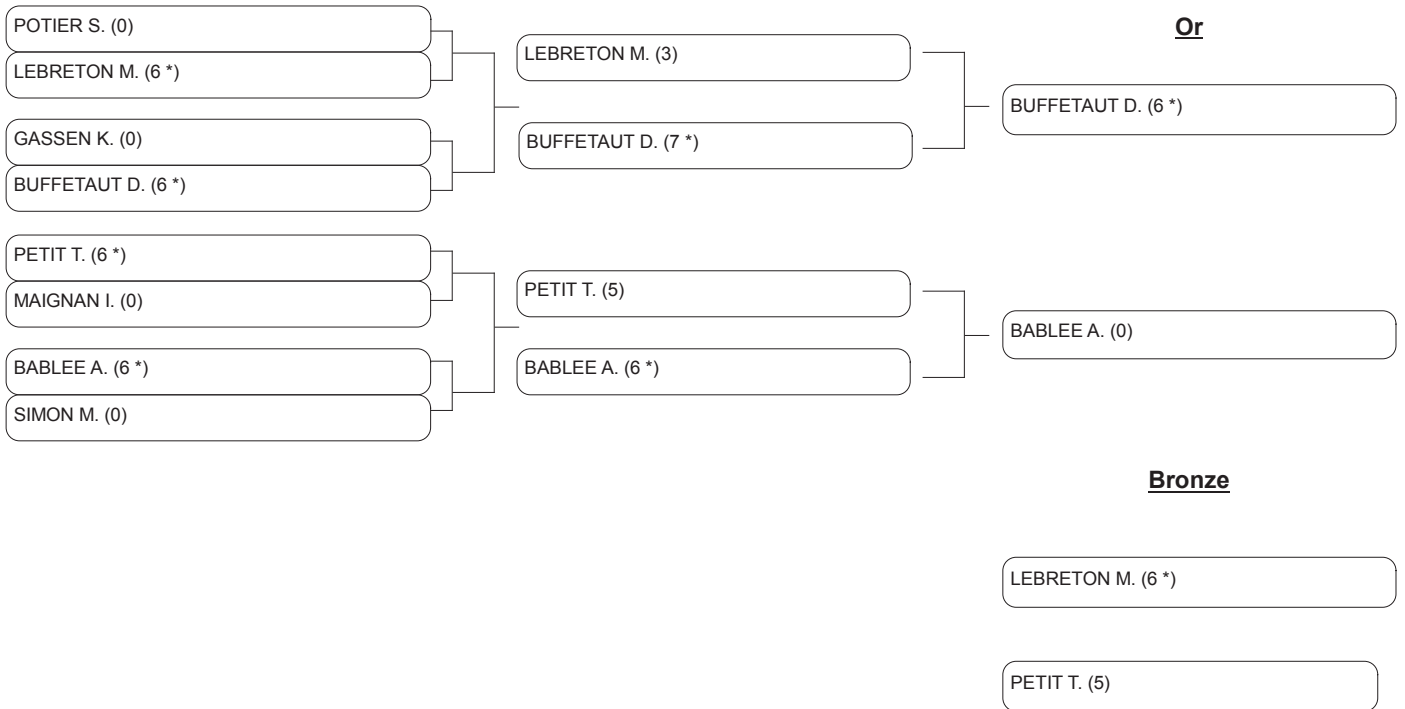 POTIER S. (0)
LEBRETON M. (6 *)
GASSEN K. (0)
BUFFETAUT D. (6 *)
PETIT T. (6 *)
MAIGNAN I. (0)
BABLEE A. (6 *)
SIMON M. (0)
LEBRETON M. (3)
BUFFETAUT D. (7 *)
PETIT T. (5)
BABLEE A. (6 *)
Or
BUFFETAUT D. (6 *)
BABLEE A. (0)
Bronze
LEBRETON M. (6 *)
PETIT T. (5)